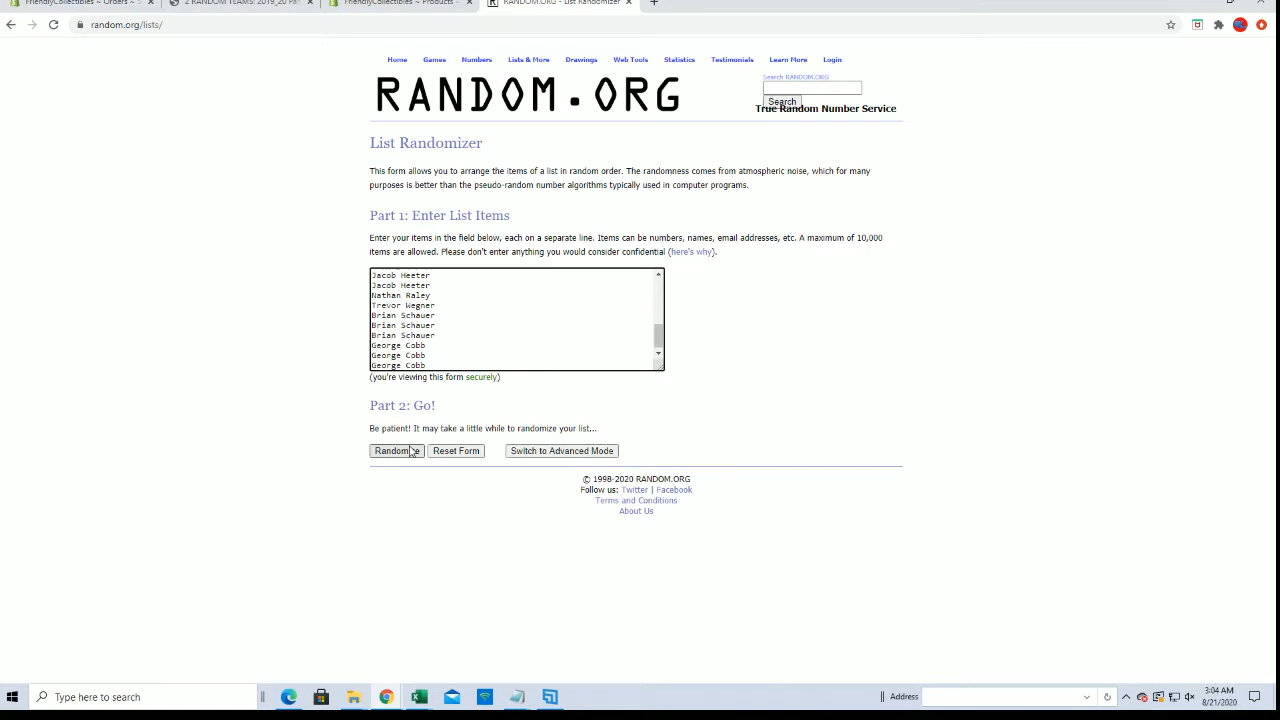 FriendlyCollectibles ~ Orders ~ S
2 RANDOM TEAMS: 2019_20 Pa
FriendlyCollectibles ~ Products ~
RANDOM.ORG - List Randomizer
random.org/lists/
Home Games Numbers Lists & More Drawings Web Tools Statistics Testimonials Learn More Login
RANDOM.ORG
Search RANDOM.ORG
Search
True Random Number Service
List Randomizer
This form allows you to arrange the items of a list in random order. The randomness comes from atmospheric noise, which for many
purposes is better than the pseudo-random number algorithms typically used in computer programs.
Part 1: Enter List Items
Enter your items in the field below, each on a separate line. Items can be numbers, names, email addresses, etc. A maximum of 10,000
items are allowed. Please don't enter anything you would consider confidential (here's why).
Jacob Heeter
Jacob Heeter
Nathan Raley
Trevor Wegner
Brian Schauer
Brian Schauer
Brian Schauer
George Cobb
George Cobb
George Cobb
(you're viewing this form securely)
Part 2: Go!
Be patient! It may take a little while to randomize your list...
Randomize Reset Form Switch to Advanced Mode
© 1998-2020 RANDOM.ORG
Follow us: Twitter | Facebook
Terms and Conditions
About Us
Type here to search
Address
3:04 AM
8/21/2020